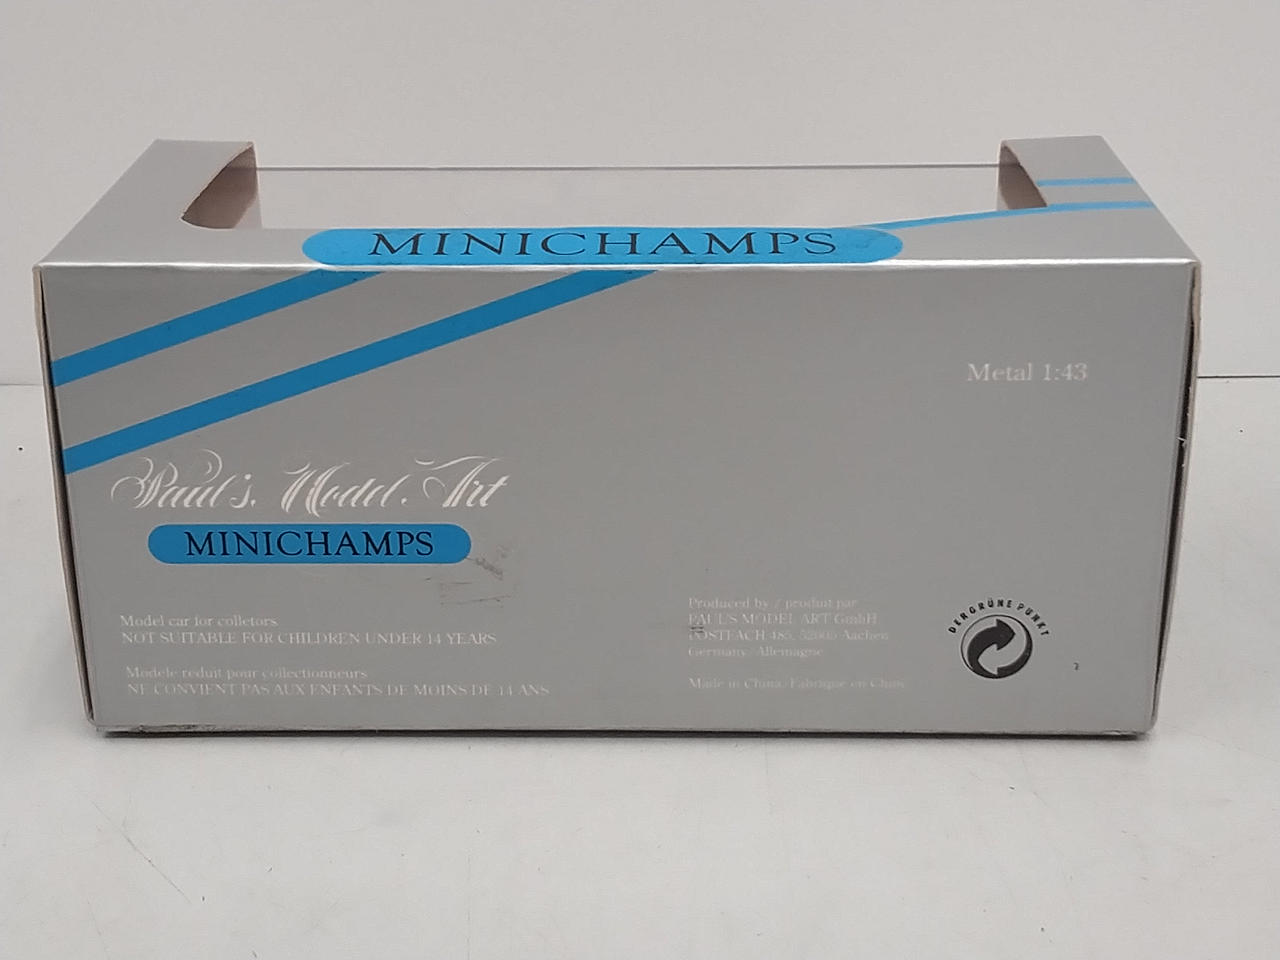 MINICHAMPS
Metal 1:43
Paul's Model Art
MINICHAMPS
Model car for colletors
NOT SUITABLE FOR CHILDREN UNDER 14 YEARS
Modele reduit pour collectionneurs
NE CONVIENT PAS AUX ENFANTS DE MOINS DE 14 ANS
Produced by / produit par
PAUL'S MODEL ART GmbH
POSTFACH 485, 52005 Aachen
Germany/Allemagne
Made in China/Fabriqué en Chine
DER GRÜNE PUNKT